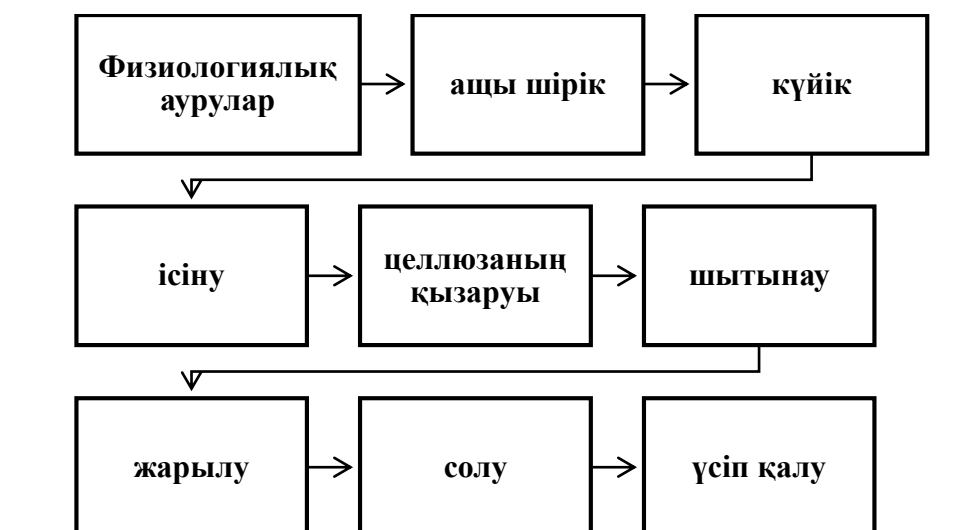 Физиологиялық
аурулар
ащы шірік
күйік
ісіну
целлюзаның
қызаруы
шытынау
жарылу
солу
үсіп қалу